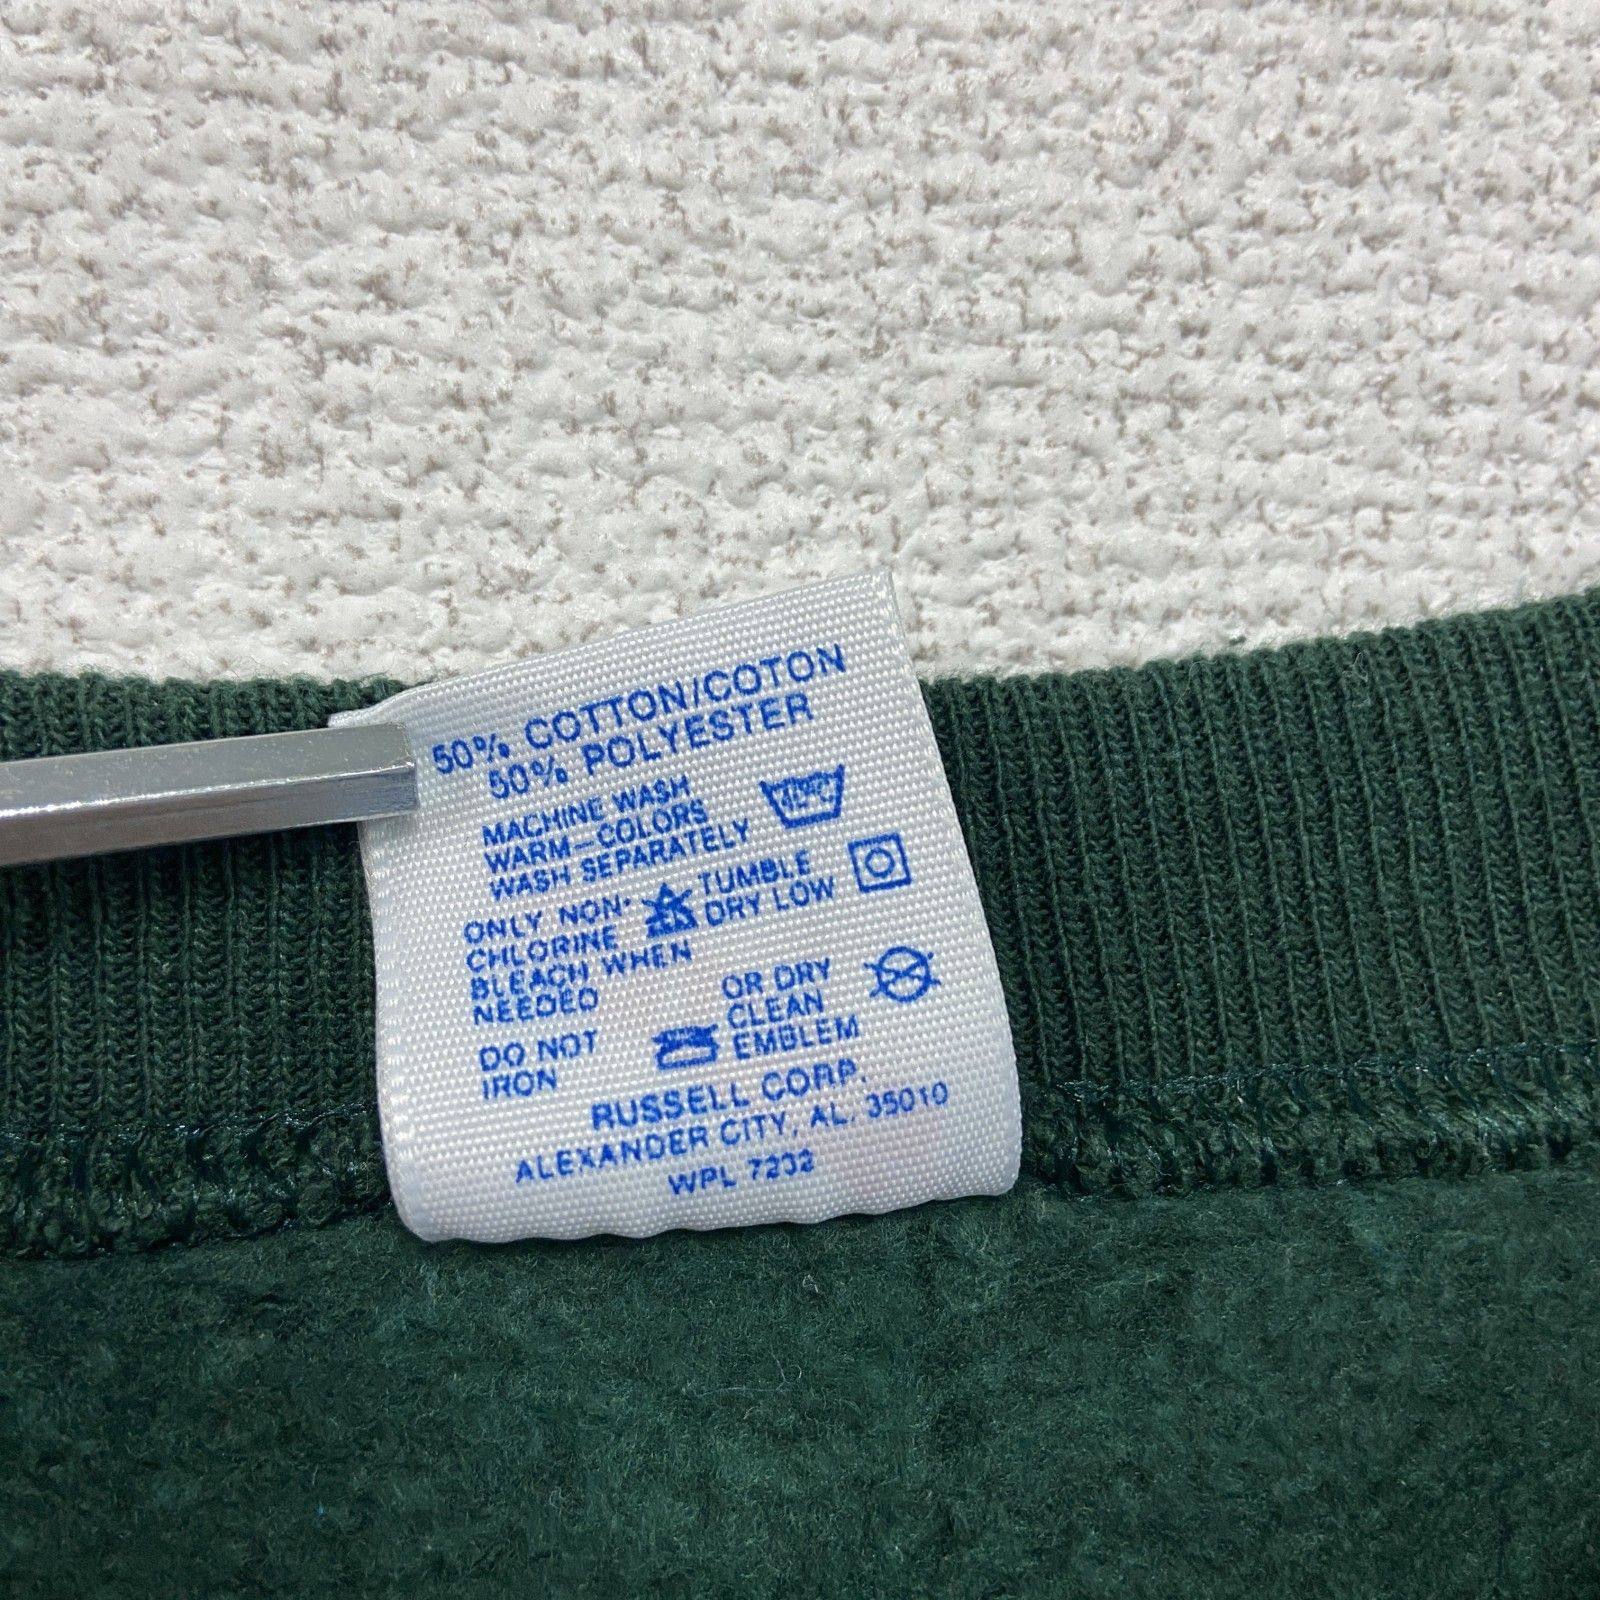 50% COTTON/COTON
50% POLYESTER
MACHINE WASH
WARM-COLORS
WASH SEPARATELY
ONLY NON-
CHLORINE
BLEACH WHEN
NEEDED
TUMBLE
DRY LOW
DO NOT
IRON
OR DRY
CLEAN
EMBLEM
RUSSELL CORP.
ALEXANDER CITY, AL. 35010
WPL 7232